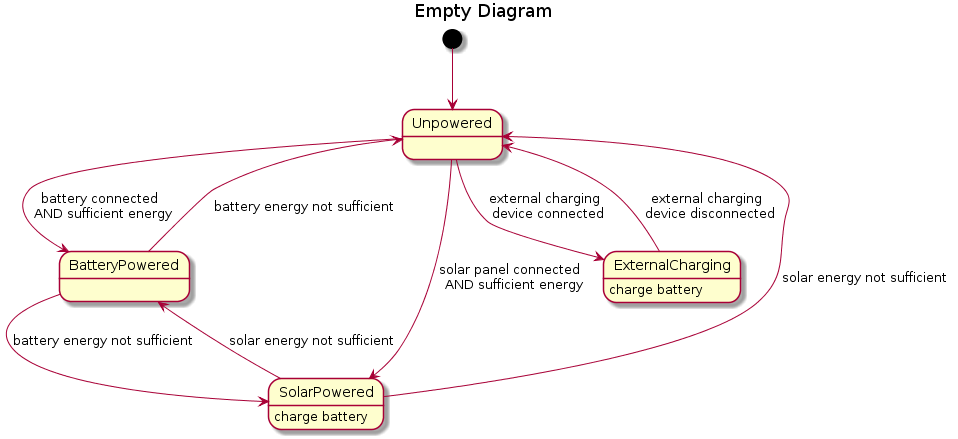 Empty Diagram
Unpowered
battery connected
AND sufficient energy
battery energy not sufficient
external charging
device connected
external charging
device disconnected
BatteryPowered
solar panel connected
AND sufficient energy
ExternalCharging
charge battery
solar energy not sufficient
battery energy not sufficient
solar energy not sufficient
SolarPowered
charge battery